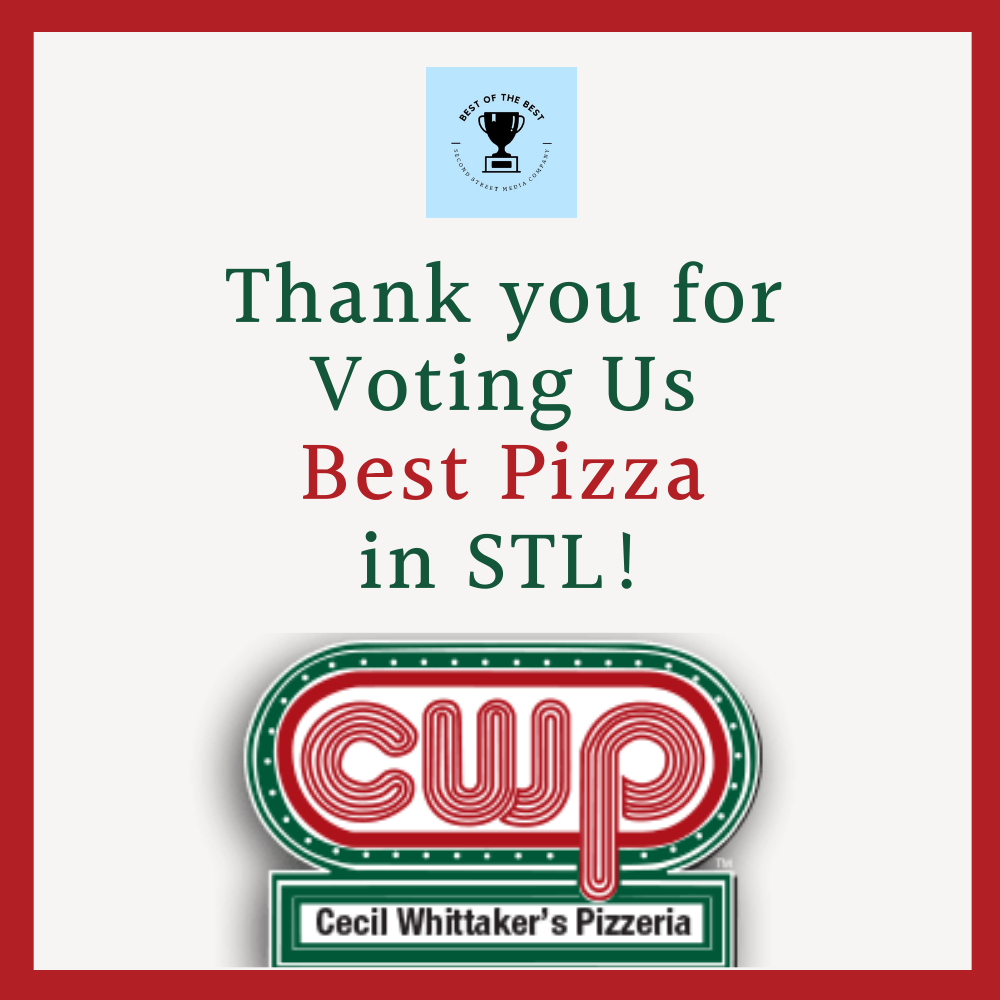 BEST OF THE BEST
SECOND STREET MEDIA COMPANY
Thank you for
Voting Us
Best Pizza
in STL!
cwp
TM
Cecil Whittaker's Pizzeria